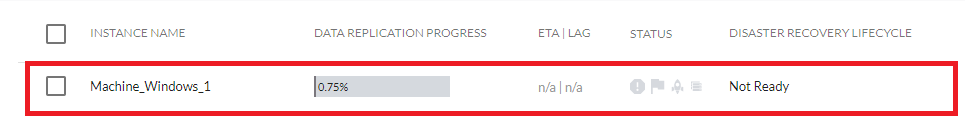 INSTANCE NAME DATA REPLICATION PROGRESS ETA | LAG STATUS DISASTER RECOVERY LIFECYCLE
Machine_Windows_1 0.75% n/a | n/a Not Ready